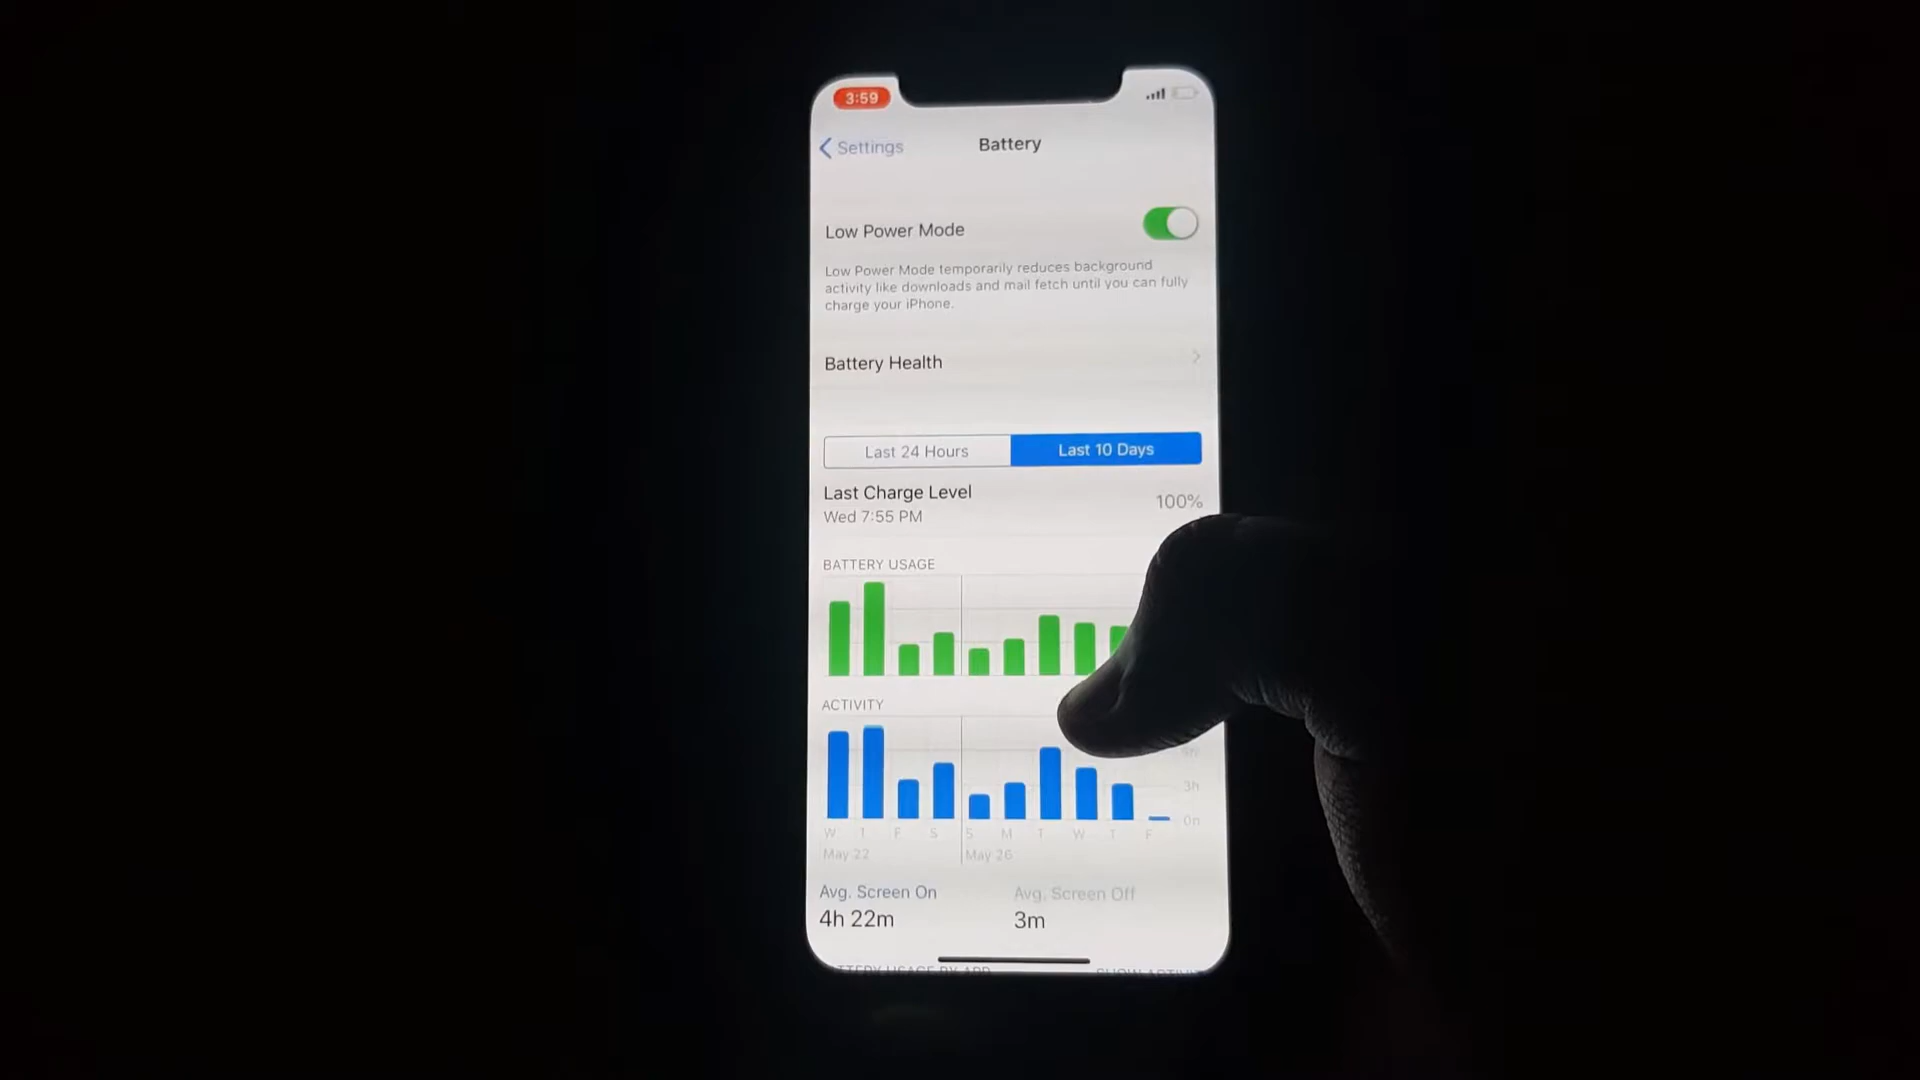 3:59
Settings
Battery
Low Power Mode
Low Power Mode temporarily reduces background
activity like downloads and mail fetch until you can fully
charge your iPhone.
Battery Health
Last 24 Hours
Last 10 Days
Last Charge Level
100%
Wed 7:55 PM
BATTERY USAGE
ACTIVITY
3h
W T F S S M T W T F
May 22 May 26
Avg. Screen On
Avg. Screen Off
4h 22m
3m